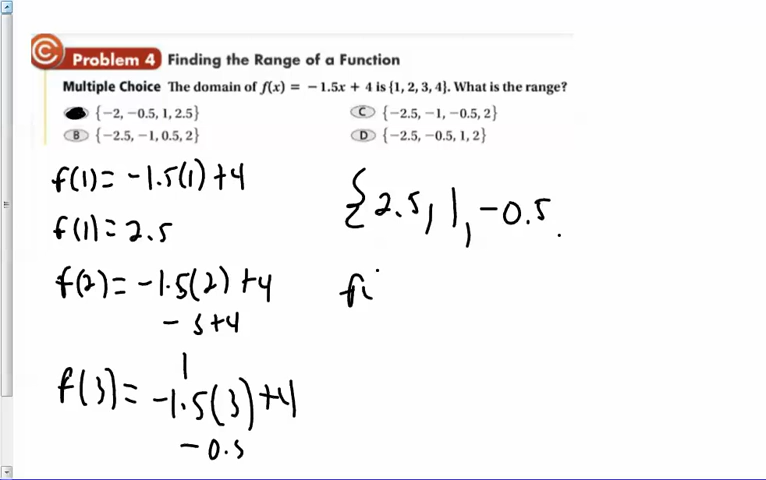 Problem 4 Finding the Range of a Function
Multiple Choice The domain of f(x) = −1.5x + 4 is {1, 2, 3, 4}. What is the range?
{−2, −0.5, 1, 2.5}
C {−2.5, −1, −0.5, 2}
B {−2.5, −1, 0.5, 2}
D {−2.5, −0.5, 1, 2}
f(1) = -1.5(1) + 4
f(1) = 2.5
f(2) = -1.5(2) + 4
- 3 + 4
1
f(3) = -1.5(3) + 4
- 0.5
{2.5, 1, -0.5